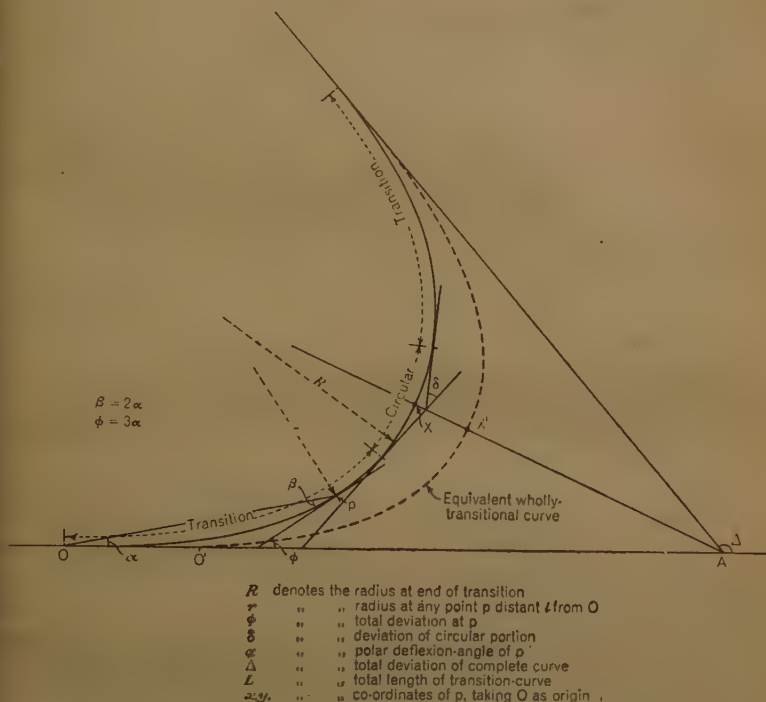 Transition
R
Circular
δ
X
β = 2α
φ = 3α
β
p
Transition
Equivalent wholly-
transitional curve
O
α
O'
φ
A
Δ
R denotes the radius at end of transition
r " " radius at any point p distant l from O
φ " " total deviation at p
δ " " deviation of circular portion
α " " polar deflexion-angle of p
Δ " " total deviation of complete curve
L " " total length of transition-curve
x.y. " " co-ordinates of p, taking O as origin